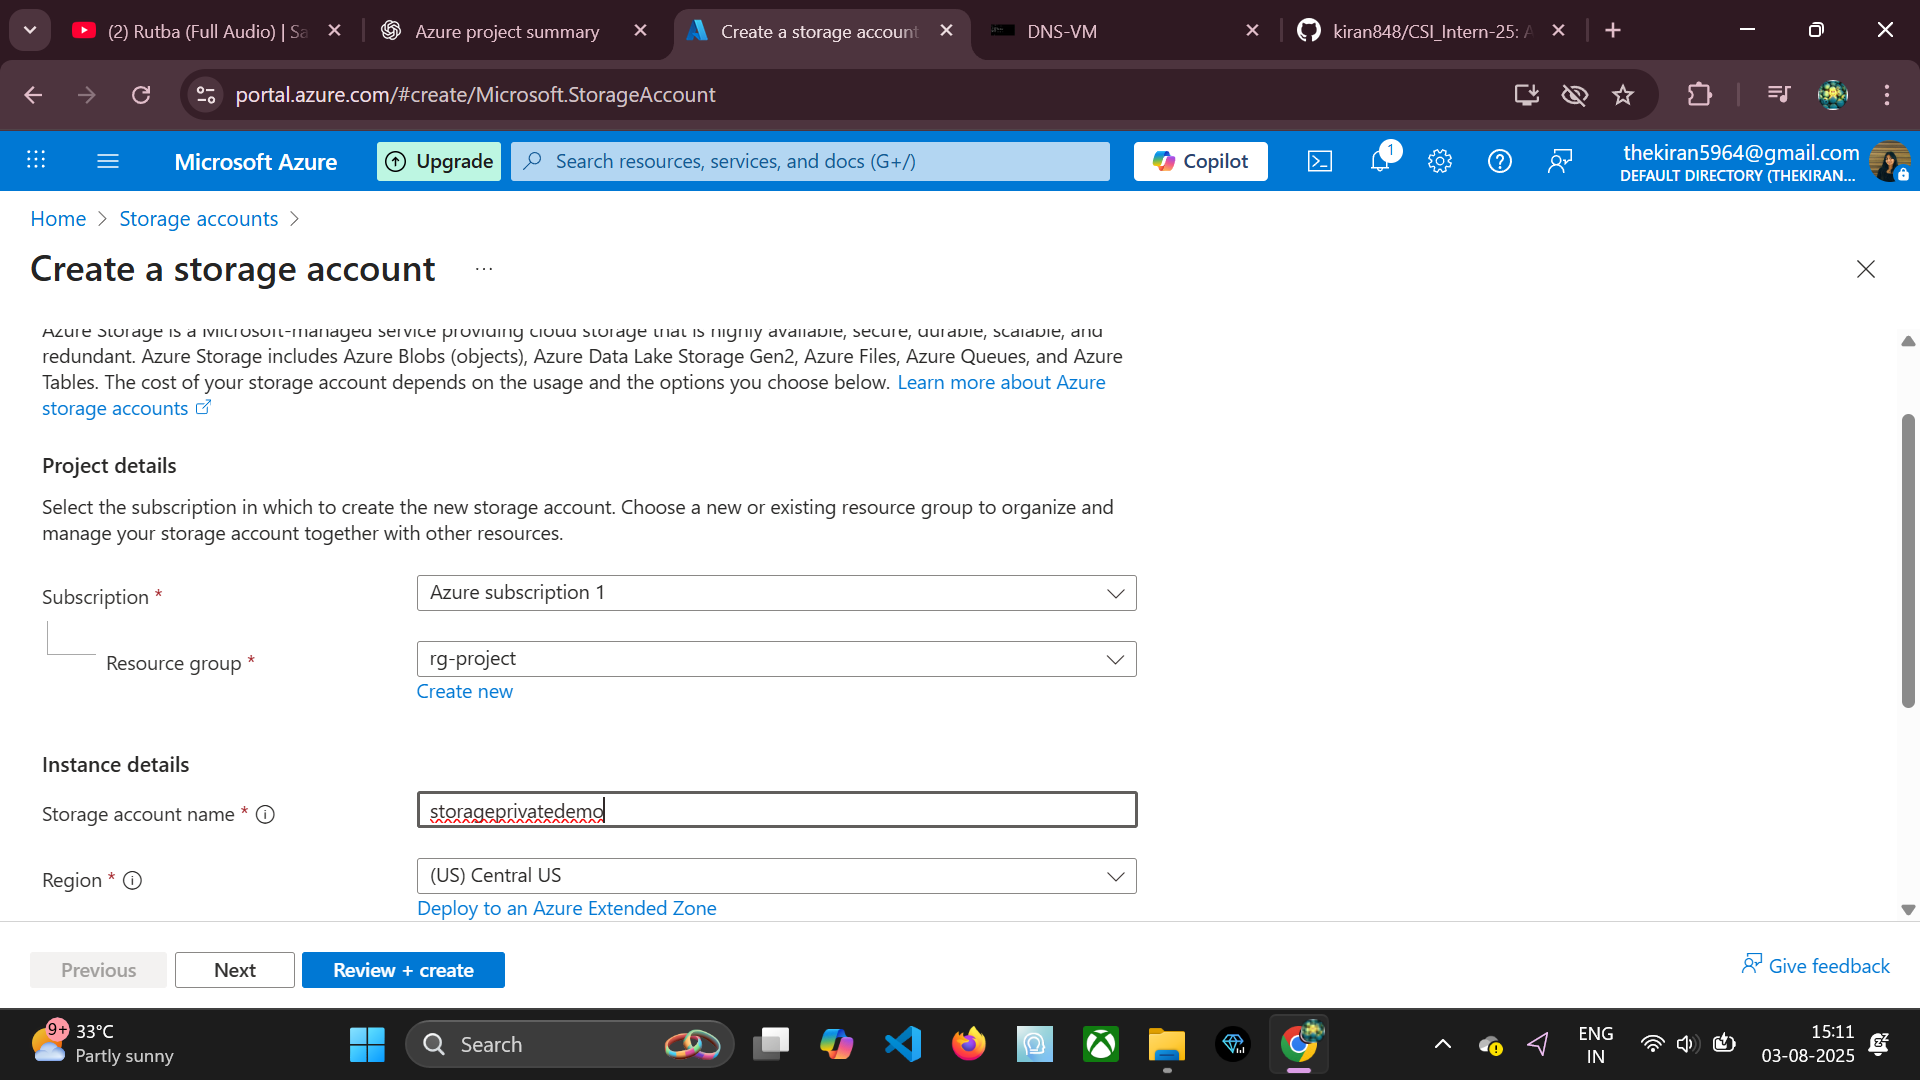 (2) Rutba (Full Audio) | Sa
Azure project summary
Create a storage account
DNS-VM
kiran848/CSI_Intern-25: A
portal.azure.com/#create/Microsoft.StorageAccount
Microsoft Azure
Upgrade
Search resources, services, and docs (G+/)
Copilot
1
thekiran5964@gmail.com
DEFAULT DIRECTORY (THEKIRAN...
Home > Storage accounts >
Create a storage account ...
Azure Storage is a Microsoft-managed service providing cloud storage that is highly available, secure, durable, scalable, and
redundant. Azure Storage includes Azure Blobs (objects), Azure Data Lake Storage Gen2, Azure Files, Azure Queues, and Azure
Tables. The cost of your storage account depends on the usage and the options you choose below. Learn more about Azure
storage accounts
Project details
Select the subscription in which to create the new storage account. Choose a new or existing resource group to organize and
manage your storage account together with other resources.
Subscription *
Azure subscription 1
Resource group *
rg-project
Create new
Instance details
Storage account name *
storageprivatedemo
Region *
(US) Central US
Deploy to an Azure Extended Zone
Previous
Next
Review + create
Give feedback
9+
33°C
Partly sunny
Search
ENG
IN
15:11
03-08-2025